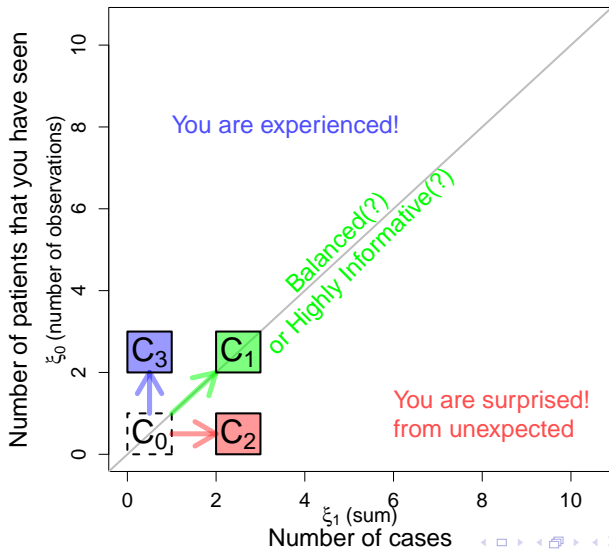 Number of patients that you have seen
ξ0 (number of observations)
10
8
6
4
2
0
You are experienced!
Balanced(?)
or Highly Informative(?)
C3
C1
C0
C2
You are surprised!
from unexpected
0
2
4
6
8
10
ξ1 (sum)
Number of cases